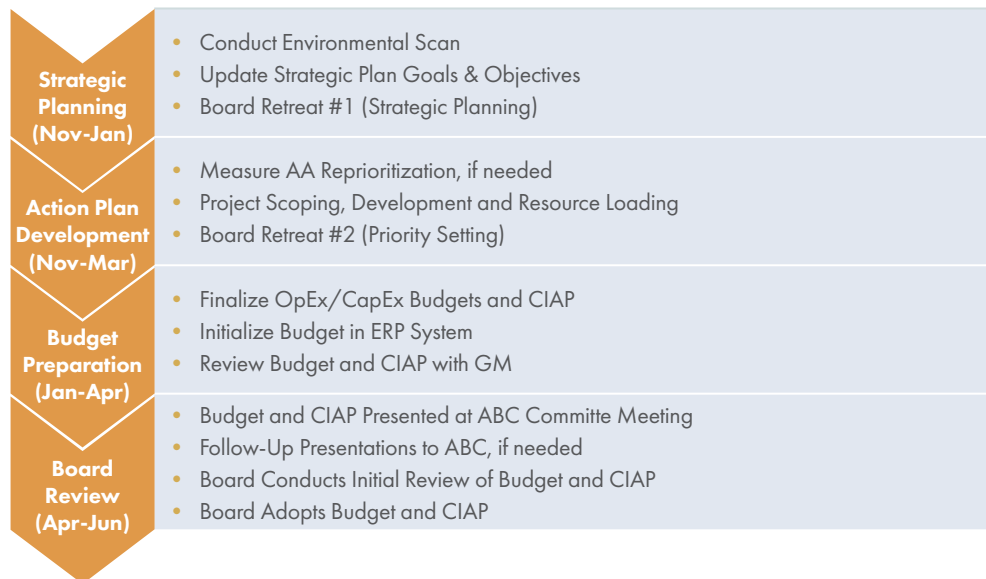 Strategic
Planning
(Nov-Jan)
• Conduct Environmental Scan
• Update Strategic Plan Goals & Objectives
• Board Retreat #1 (Strategic Planning)
Action Plan
Development
(Nov-Mar)
• Measure AA Reprioritization, if needed
• Project Scoping, Development and Resource Loading
• Board Retreat #2 (Priority Setting)
Budget
Preparation
(Jan-Apr)
• Finalize OpEx/CapEx Budgets and CIAP
• Initialize Budget in ERP System
• Review Budget and CIAP with GM
Board
Review
(Apr-Jun)
• Budget and CIAP Presented at ABC Committe Meeting
• Follow-Up Presentations to ABC, if needed
• Board Conducts Initial Review of Budget and CIAP
• Board Adopts Budget and CIAP